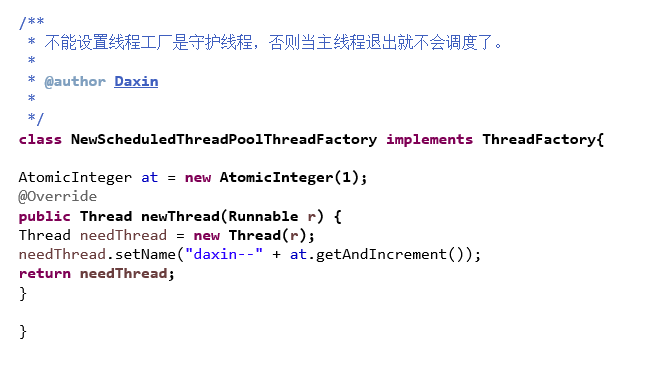 /**
 * 不能设置线程工厂是守护线程，否则当主线程退出就不会调度了。
 *
 * @author Daxin
 *
 */
class NewScheduledThreadPoolThreadFactory implements ThreadFactory{
AtomicInteger at = new AtomicInteger(1);
@Override
public Thread newThread(Runnable r) {
Thread needThread = new Thread(r);
needThread.setName("daxin--" + at.getAndIncrement());
return needThread;
}
}